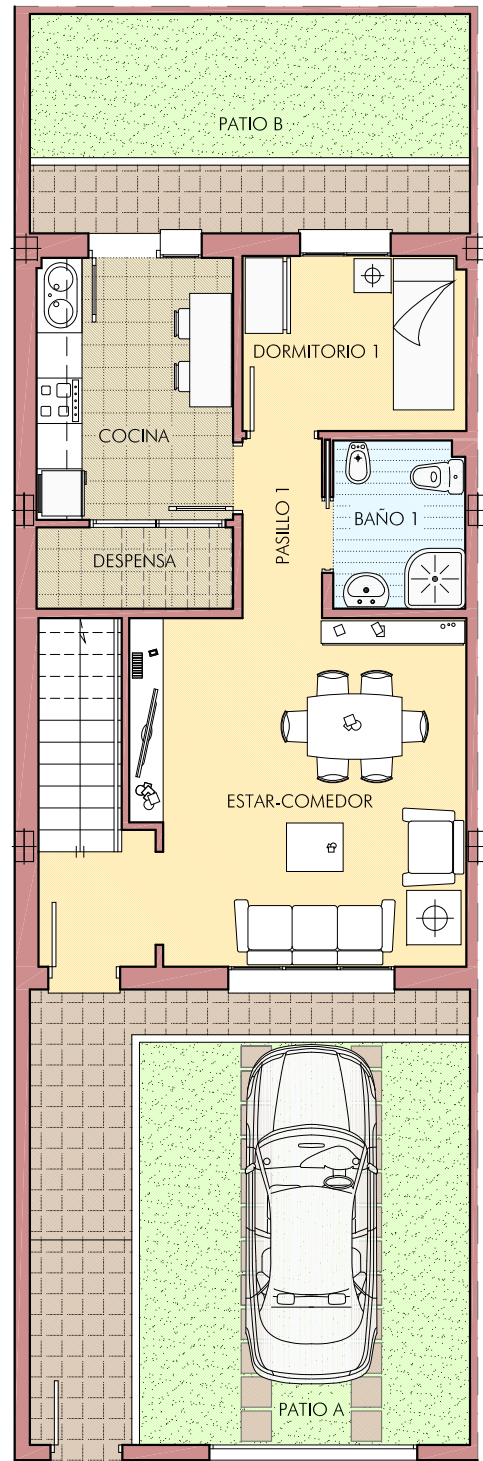 PATIO B
DORMITORIO 1
COCINA
PASILLO 1
BAÑO 1
DESPENSA
ESTAR-COMEDOR
PATIO A